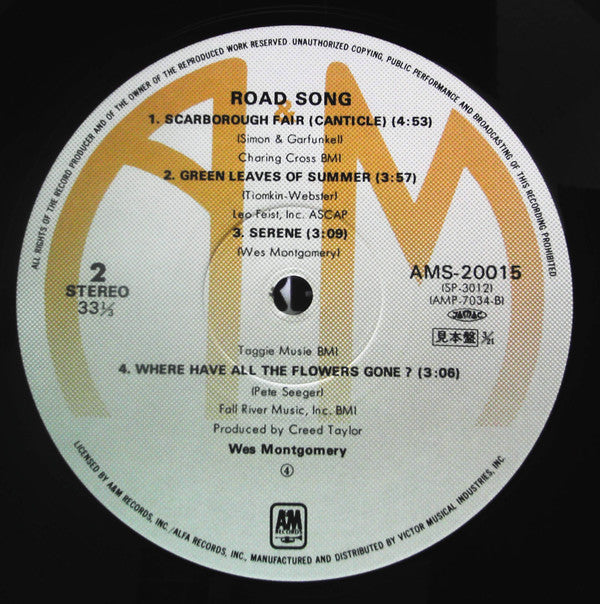 ALL RIGHTS OF THE RECORD PRODUCER AND OF THE OWNER OF THE REPRODUCED WORK RESERVED. UNAUTHORIZED COPYING, PUBLIC PERFORMANCE AND BROADCASTING OF THIS RECORDING PROHIBITED
A&M
ROAD SONG
1. SCARBOROUGH FAIR (CANTICLE) (4:53)
(Simon & Garfunkel)
Charing Cross BMI
2. GREEN LEAVES OF SUMMER (3:57)
(Tiomkin-Webster)
Leo Feist, Inc. ASCAP
3. SERENE (3:09)
(Wes Montgomery)
2
STEREO
33⅓
AMS-20015
(SP-3012)
(AMP-7034-B)
JASRAC
見本盤 3/21
Taggie Musie BMI
4. WHERE HAVE ALL THE FLOWERS GONE ? (3:06)
(Pete Seeger)
Fall River Music, Inc. BMI
Produced by Creed Taylor
Wes Montgomery
④
A&M
RECORDS
LICENSED BY A&M RECORDS, INC./ALFA RECORDS, INC., MANUFACTURED AND DISTRIBUTED BY VICTOR MUSICAL INDUSTRIES, INC.